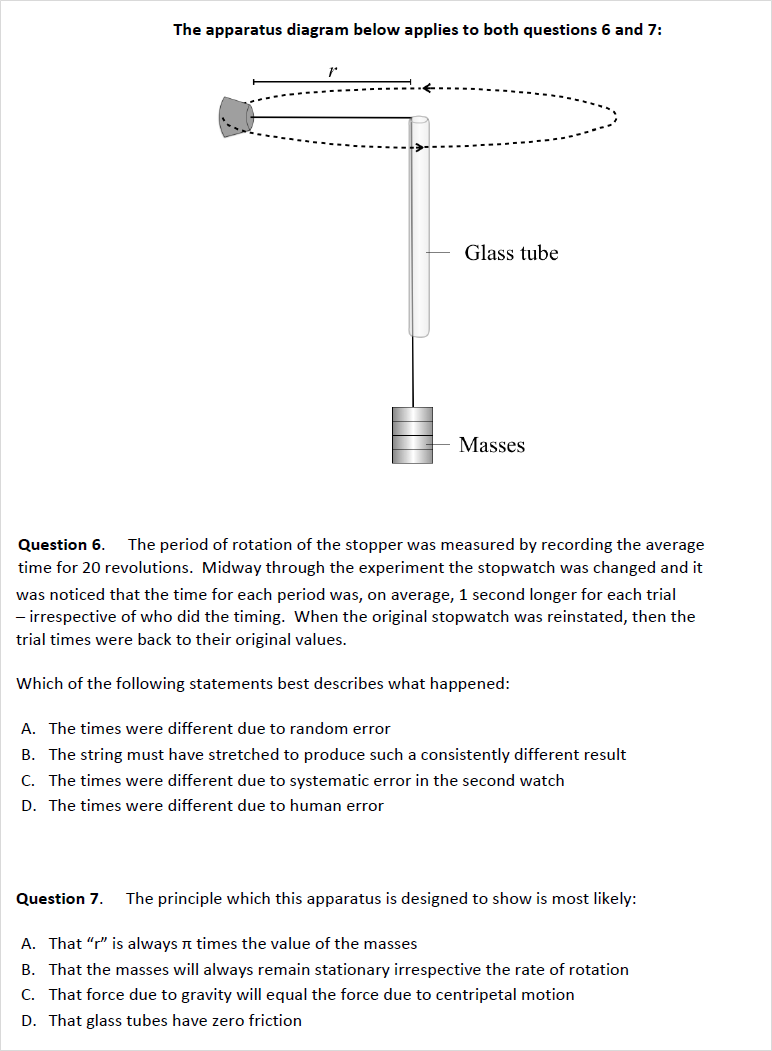 The apparatus diagram below applies to both questions 6 and 7:
r
Glass tube
Masses
Question 6. The period of rotation of the stopper was measured by recording the average
time for 20 revolutions. Midway through the experiment the stopwatch was changed and it
was noticed that the time for each period was, on average, 1 second longer for each trial
– irrespective of who did the timing. When the original stopwatch was reinstated, then the
trial times were back to their original values.
Which of the following statements best describes what happened:
A. The times were different due to random error
B. The string must have stretched to produce such a consistently different result
C. The times were different due to systematic error in the second watch
D. The times were different due to human error
Question 7. The principle which this apparatus is designed to show is most likely:
A. That “r” is always π times the value of the masses
B. That the masses will always remain stationary irrespective the rate of rotation
C. That force due to gravity will equal the force due to centripetal motion
D. That glass tubes have zero friction